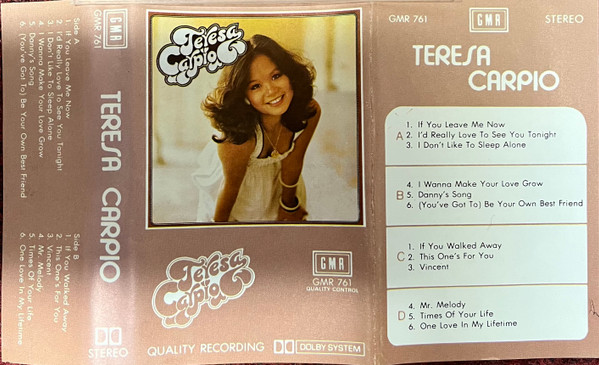 Side A
1. If You Leave Me Now
2. I'd Really Love To See You Tonight
3. I Don't Like To Sleep Alone
4. I Wanna Make Your Love Grow
5. Danny's Song
6. (You've Got To) Be Your Own Best Friend
Side B
1. If You Walked Away
2. This One's For You
3. Vincent
4. Mr. Melody
5. Times Of Your Life
6. One Love In My Lifetime
GMR
GMR 761
TERESA CARPIO
STEREO
Teresa
Carpio
Teresa
Carpio
GMR
GMR 761
QUALITY CONTROL
QUALITY RECORDING DOLBY SYSTEM
GMR 761
GMR
STEREO
TERESA
CARPIO
A
1. If You Leave Me Now
2. I'd Really Love To See You Tonight
3. I Don't Like To Sleep Alone
B
4. I Wanna Make Your Love Grow
5. Danny's Song
6. (You've Got To) Be Your Own Best Friend
C
1. If You Walked Away
2. This One's For You
3. Vincent
D
4. Mr. Melody
5. Times Of Your Life
6. One Love In My Lifetime